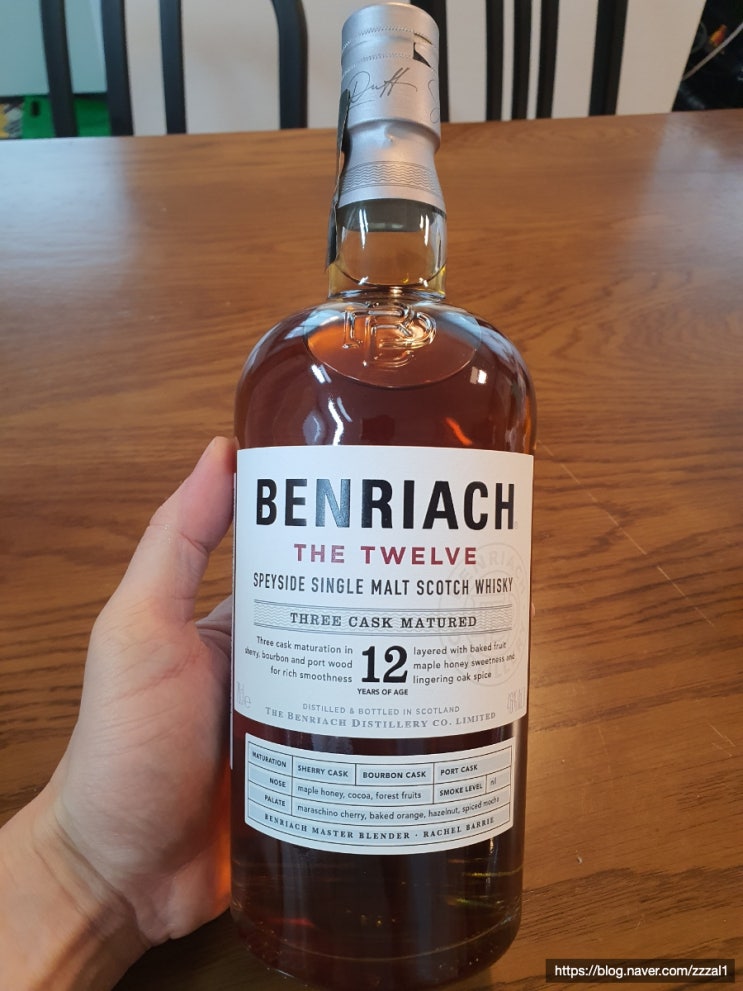 Duff
BENRIACH
THE TWELVE
SPEYSIDE SINGLE MALT SCOTCH WHISKY
THREE CASK MATURED
Three cask maturation in
sherry, bourbon and port wood
for rich smoothness
12
YEARS OF AGE
layered with baked fruit
maple honey sweetness and
lingering oak spice
DISTILLED & BOTTLED IN SCOTLAND
THE BENRIACH DISTILLERY CO. LIMITED
MATURATION SHERRY CASK BOURBON CASK PORT CASK
NOSE maple honey, cocoa, forest fruits SMOKE LEVEL nil
PALATE maraschino cherry, baked orange, hazelnut, spiced mocha
BENRIACH MASTER BLENDER · RACHEL BARRIE
https://blog.naver.com/zzzal1